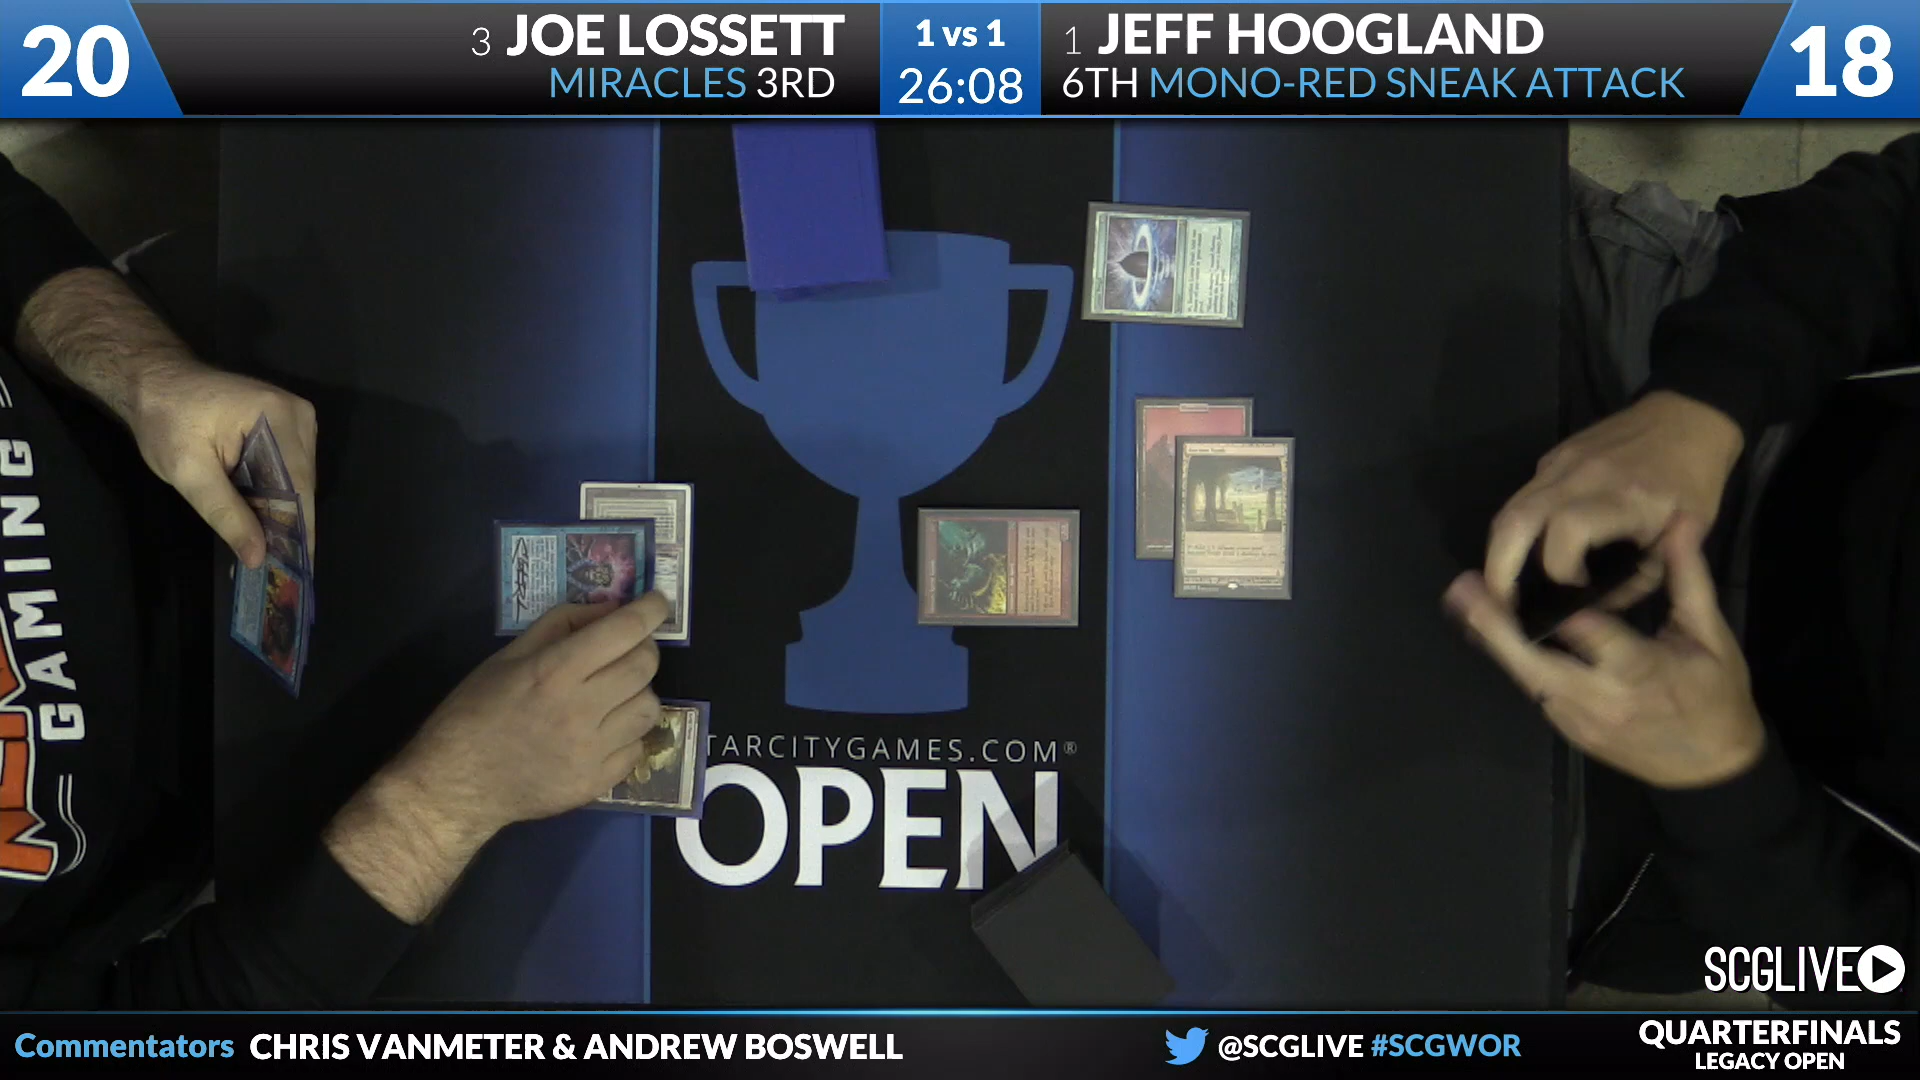 20
3 JOE LOSSETT
MIRACLES 3RD
1 vs 1
26:08
1 JEFF HOOGLAND
6TH MONO-RED SNEAK ATTACK
18
GAMING
TARCITYGAMES.COM®
OPEN
SCGLIVE
Commentators CHRIS VANMETER & ANDREW BOSWELL
@SCGLIVE #SCGWOR
QUARTERFINALS
LEGACY OPEN